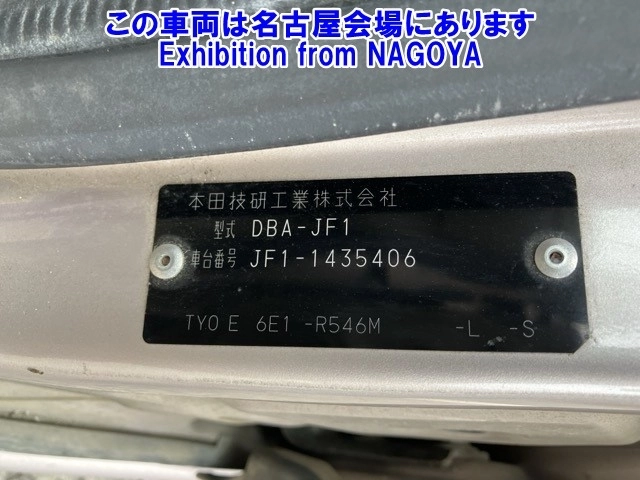 この車両は名古屋会場にあります
Exhibition from NAGOYA
本田技研工業株式会社
型式 DBA-JF1
車台番号 JF1-1435406
TYO E 6E1 -R546M -L -S